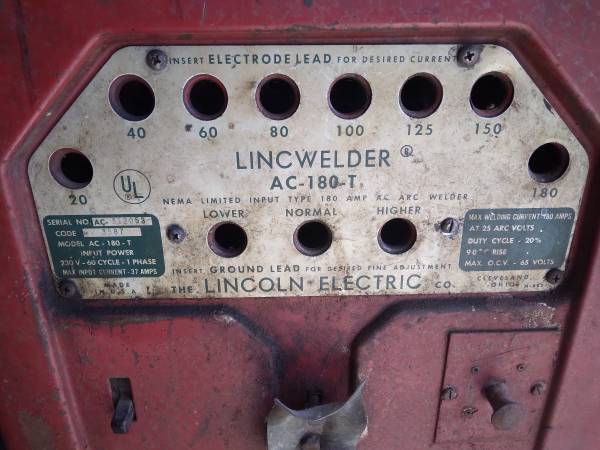 INSERT ELECTRODE LEAD FOR DESIRED CURRENT
40 60 80 100 125 150
20 180
UL
LINCWELDER ®
AC-180-T
NEMA LIMITED INPUT TYPE 180 AMP AC ARC WELDER
LOWER NORMAL HIGHER
SERIAL NO. AC-
CODE 3587
MODEL AC-180-T
INPUT POWER
230V-60 CYCLE-1 PHASE
MAX INPUT CURRENT-37 AMPS
MAX WELDING CURRENT 180 AMPS
AT 25 ARC VOLTS
DUTY CYCLE - 20%
RISE
MAX. O.C.V. - 65 VOLTS
INSERT GROUND LEAD FOR DESIRED FINE ADJUSTMENT
MADE IN U.S.A.
THE LINCOLN ELECTRIC CO.
CLEVELAND, OHIO